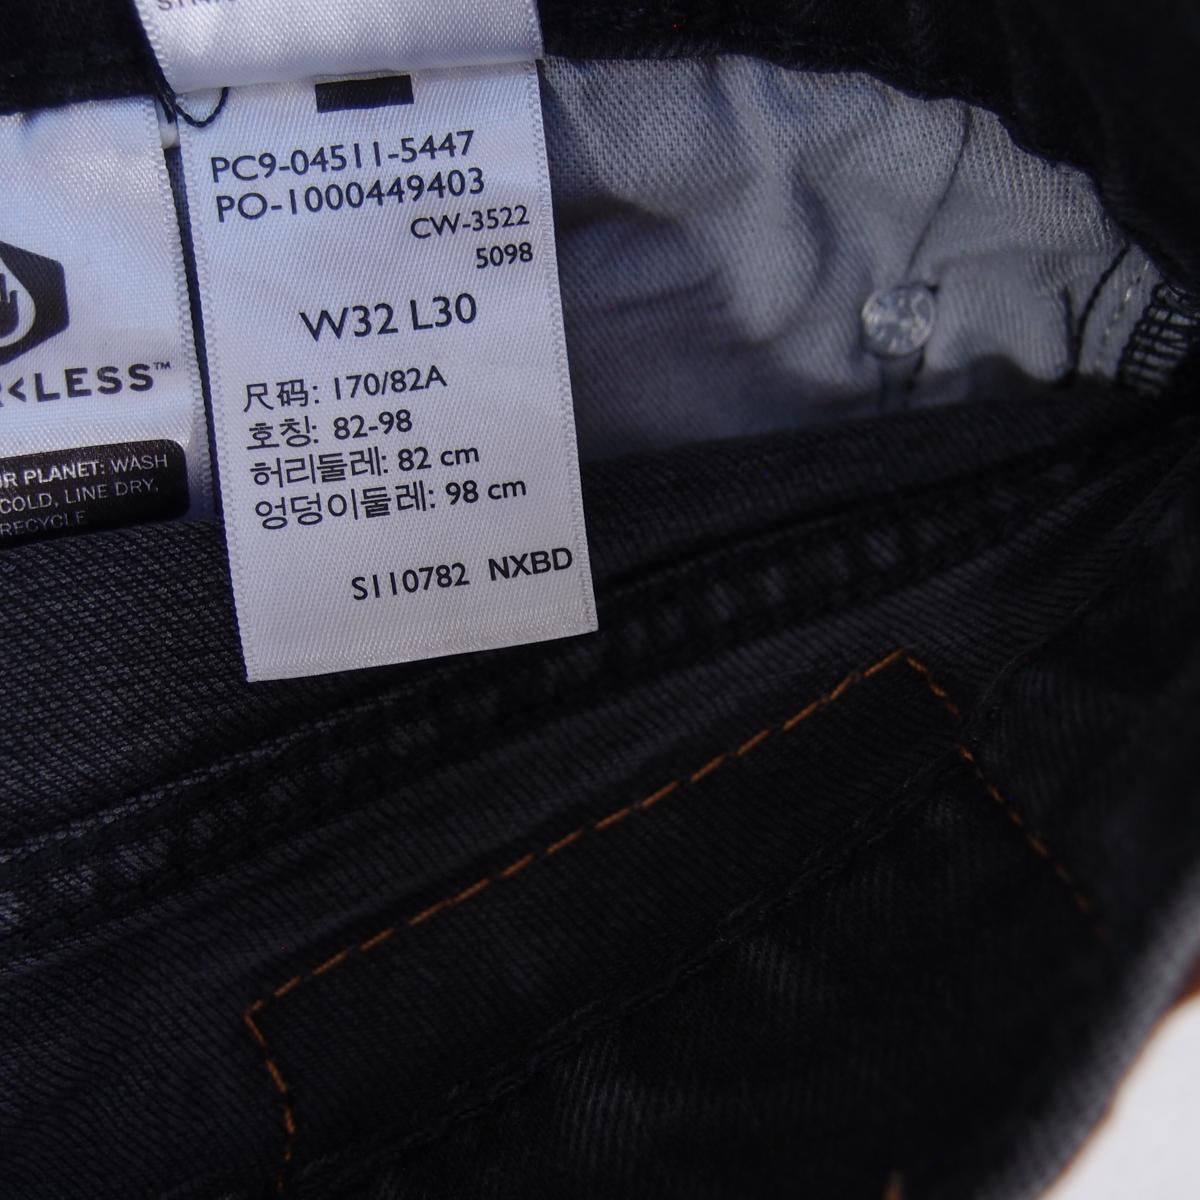 PC9-04511-5447
PO-1000449403
CW-3522
5098
W32 L30
尺码: 170/82A
호칭: 82-98
허리둘레: 82 cm
엉덩이둘레: 98 cm
S110782 NXBD
<LESS™
PLANET: WASH
COLD, LINE DRY,
RECYCLE